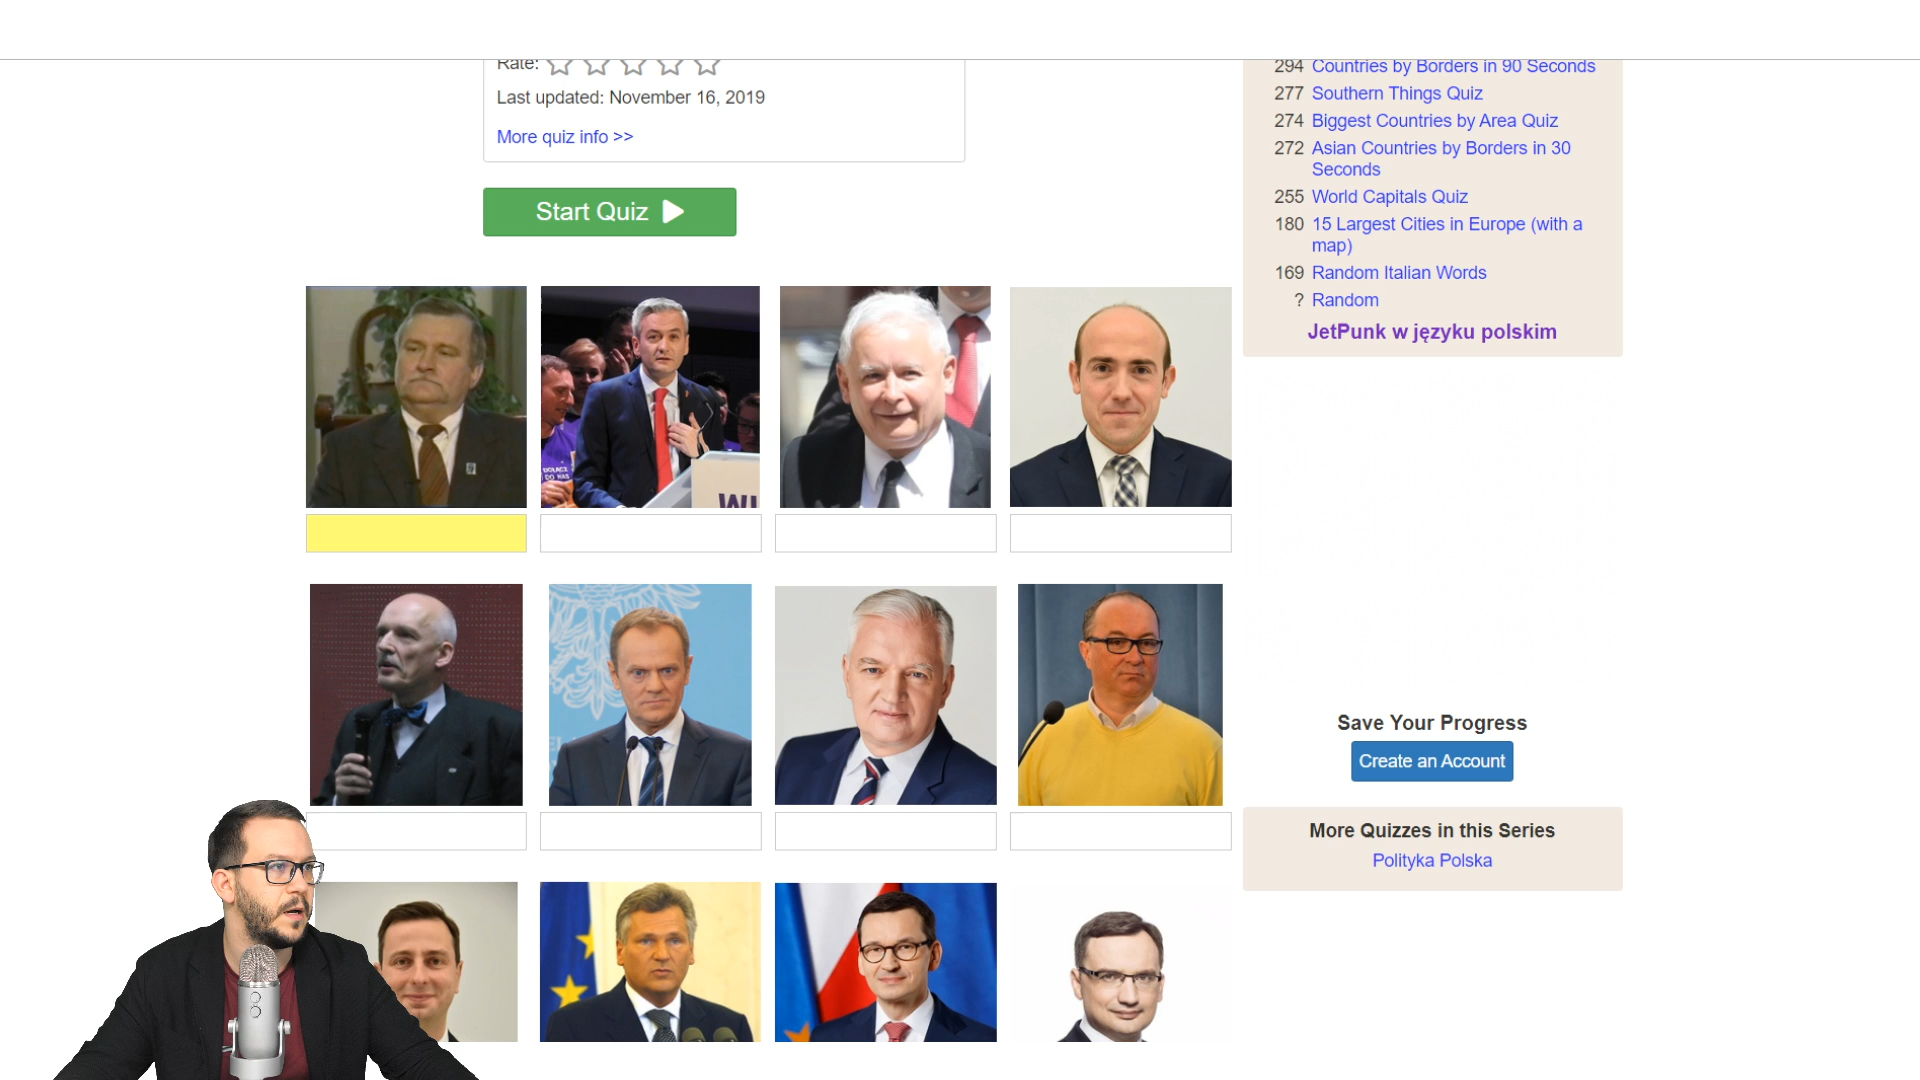 Rate:
Last updated: November 16, 2019
More quiz info >>
Start Quiz
294 Countries by Borders in 90 Seconds
277 Southern Things Quiz
274 Biggest Countries by Area Quiz
272 Asian Countries by Borders in 30
Seconds
255 World Capitals Quiz
180 15 Largest Cities in Europe (with a
map)
169 Random Italian Words
? Random
JetPunk w języku polskim
DOŁĄCZ
DO NAS
Save Your Progress
Create an Account
More Quizzes in this Series
Polityka Polska